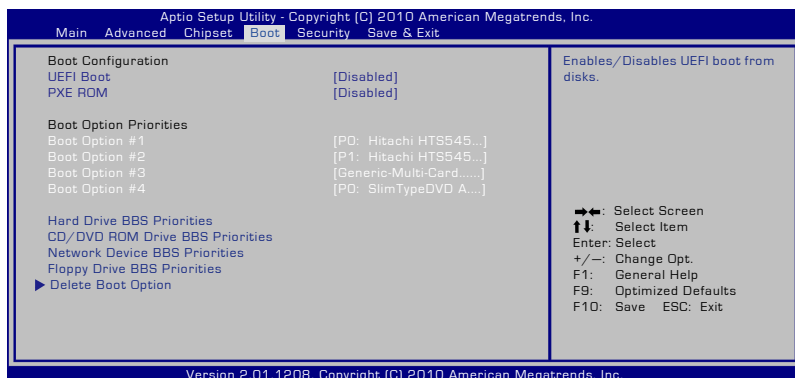 Aptio Setup Utility - Copyright (C) 2010 American Megatrends, Inc.
Main Advanced Chipset Boot Security Save & Exit
Boot Configuration
UEFI Boot [Disabled]
PXE ROM [Disabled]
Boot Option Priorities
Boot Option #1 [P0: Hitachi HTS545...]
Boot Option #2 [P1: Hitachi HTS545...]
Boot Option #3 [Generic-Multi-Card......]
Boot Option #4 [P0: SlimTypeDVD A....]
Hard Drive BBS Priorities
CD/DVD ROM Drive BBS Priorities
Network Device BBS Priorities
Floppy Drive BBS Priorities
▶ Delete Boot Option
Enables/Disables UEFI boot from
disks.
➡⬅: Select Screen
⬆⬇: Select Item
Enter: Select
+/—: Change Opt.
F1: General Help
F9: Optimized Defaults
F10: Save ESC: Exit
Version 2.01.1208. Copyright (C) 2010 American Megatrends, Inc.